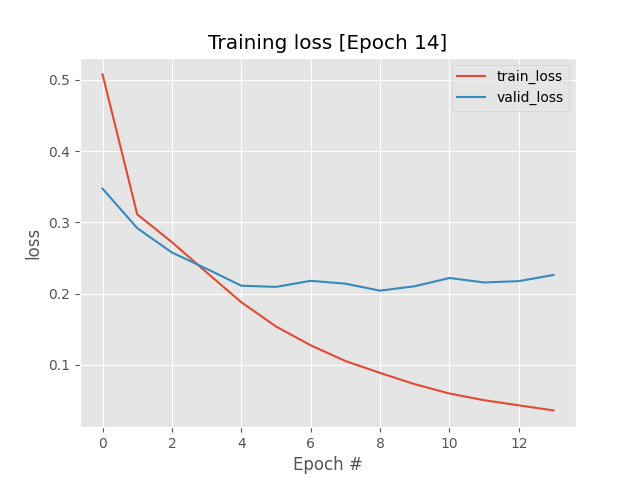 Training loss [Epoch 14]
train_loss
valid_loss
0.5
0.4
0.3
0.2
0.1
loss
0 2 4 6 8 10 12
Epoch #